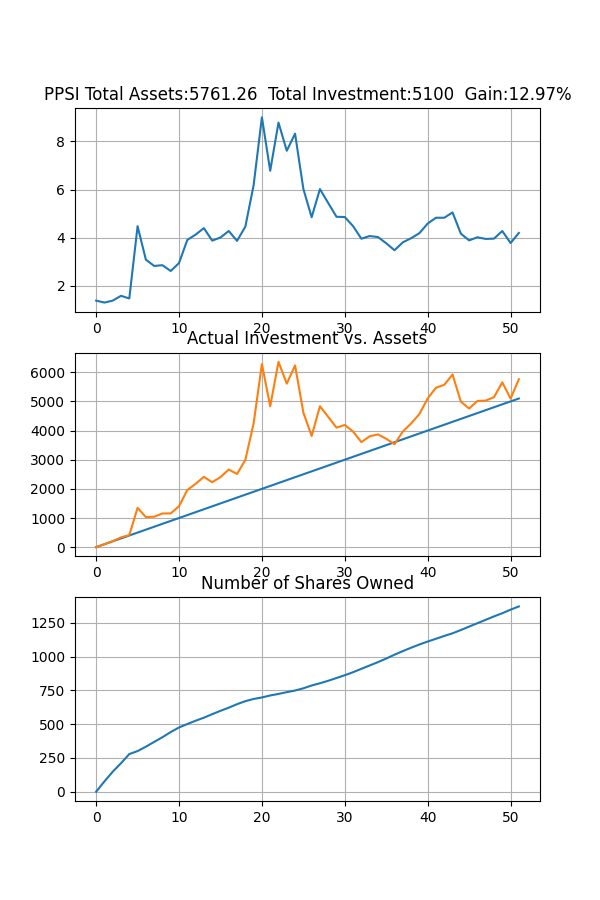 PPSI Total Assets:5761.26  Total Investment:5100  Gain:12.97%
8
6
4
2
0 10 20 30 40 50
Actual Investment vs. Assets
6000
5000
4000
3000
2000
1000
0
0 10 20 30 40 50
Number of Shares Owned
1250
1000
750
500
250
0
0 10 20 30 40 50